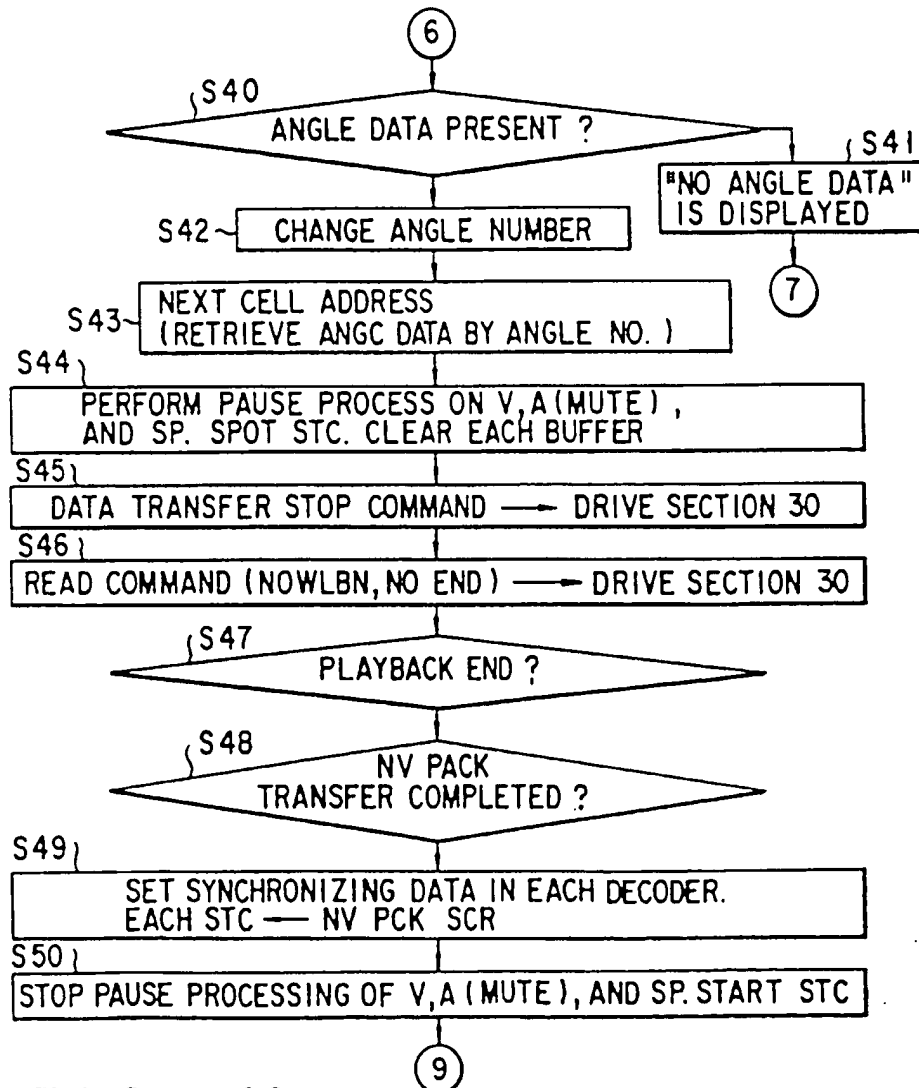 6
S40
ANGLE DATA PRESENT ?
S41
"NO ANGLE DATA"
IS DISPLAYED
7
S42
CHANGE ANGLE NUMBER
S43
NEXT CELL ADDRESS
(RETRIEVE ANGC DATA BY ANGLE NO.)
S44
PERFORM PAUSE PROCESS ON V,A(MUTE),
AND SP. SPOT STC. CLEAR EACH BUFFER
S45
DATA TRANSFER STOP COMMAND → DRIVE SECTION 30
S46
READ COMMAND (NOWLBN, NO END) → DRIVE SECTION 30
S47
PLAYBACK END ?
S48
NV PACK
TRANSFER COMPLETED ?
S49
SET SYNCHRONIZING DATA IN EACH DECODER.
EACH STC ← NV PCK SCR
S50
STOP PAUSE PROCESSING OF V,A(MUTE), AND SP. START STC
9